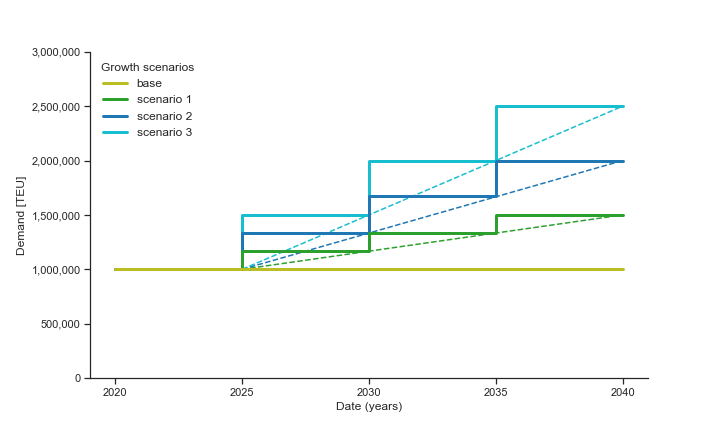 3,000,000
Growth scenarios
base
scenario 1
scenario 2
scenario 3
2,500,000
2,000,000
1,500,000
1,000,000
500,000
0
Demand [TEU]
2020 2025 2030 2035 2040
Date (years)